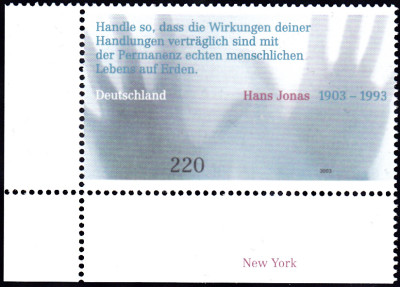 Handle so, dass die Wirkungen deiner
Handlungen verträglich sind mit
der Permanenz echten menschlichen
Lebens auf Erden.
Deutschland Hans Jonas 1903 – 1993
220 2003
New York